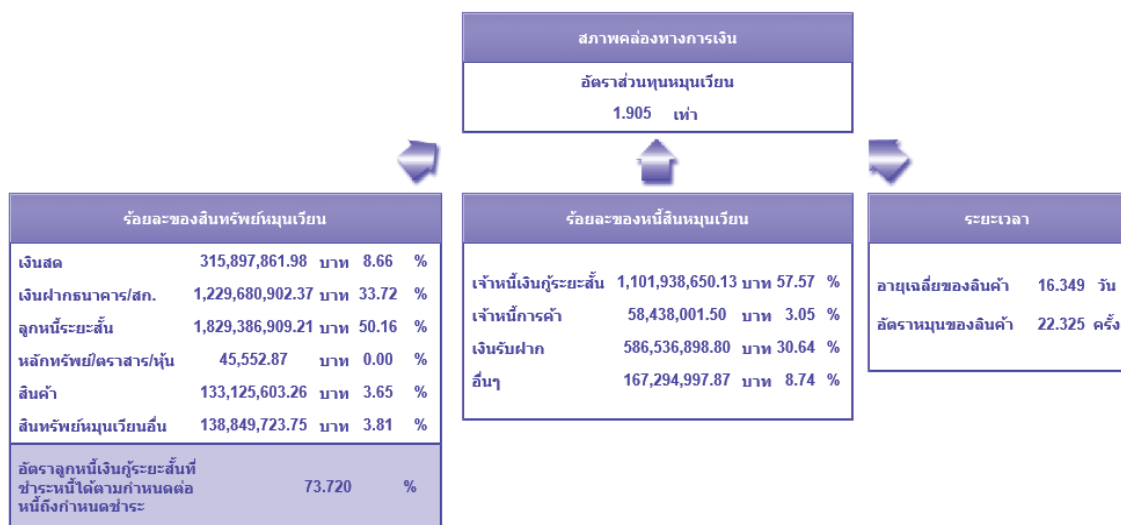 สภาพคล่องทางการเงิน
อัตราส่วนทุนหมุนเวียน
1.905 เท่า
ร้อยละของสินทรัพย์หมุนเวียน
เงินสด 315,897,861.98 บาท 8.66 %
เงินฝากธนาคาร/สก. 1,229,680,902.37 บาท 33.72 %
ลูกหนี้ระยะสั้น 1,829,386,909.21 บาท 50.16 %
หลักทรัพย์/ตราสาร/หุ้น 45,552.87 บาท 0.00 %
สินค้า 133,125,603.26 บาท 3.65 %
สินทรัพย์หมุนเวียนอื่น 138,849,723.75 บาท 3.81 %
อัตราลูกหนี้เงินกู้ระยะสั้นที่
ชำระหนี้ได้ตามกำหนดต่อ 73.720 %
หนี้ถึงกำหนดชำระ
ร้อยละของหนี้สินหมุนเวียน
เจ้าหนี้เงินกู้ระยะสั้น 1,101,938,650.13 บาท 57.57 %
เจ้าหนี้การค้า 58,438,001.50 บาท 3.05 %
เงินรับฝาก 586,536,898.80 บาท 30.64 %
อื่นๆ 167,294,997.87 บาท 8.74 %
ระยะเวลา
อายุเฉลี่ยของสินค้า 16.349 วัน
อัตราหมุนของสินค้า 22.325 ครั้ง